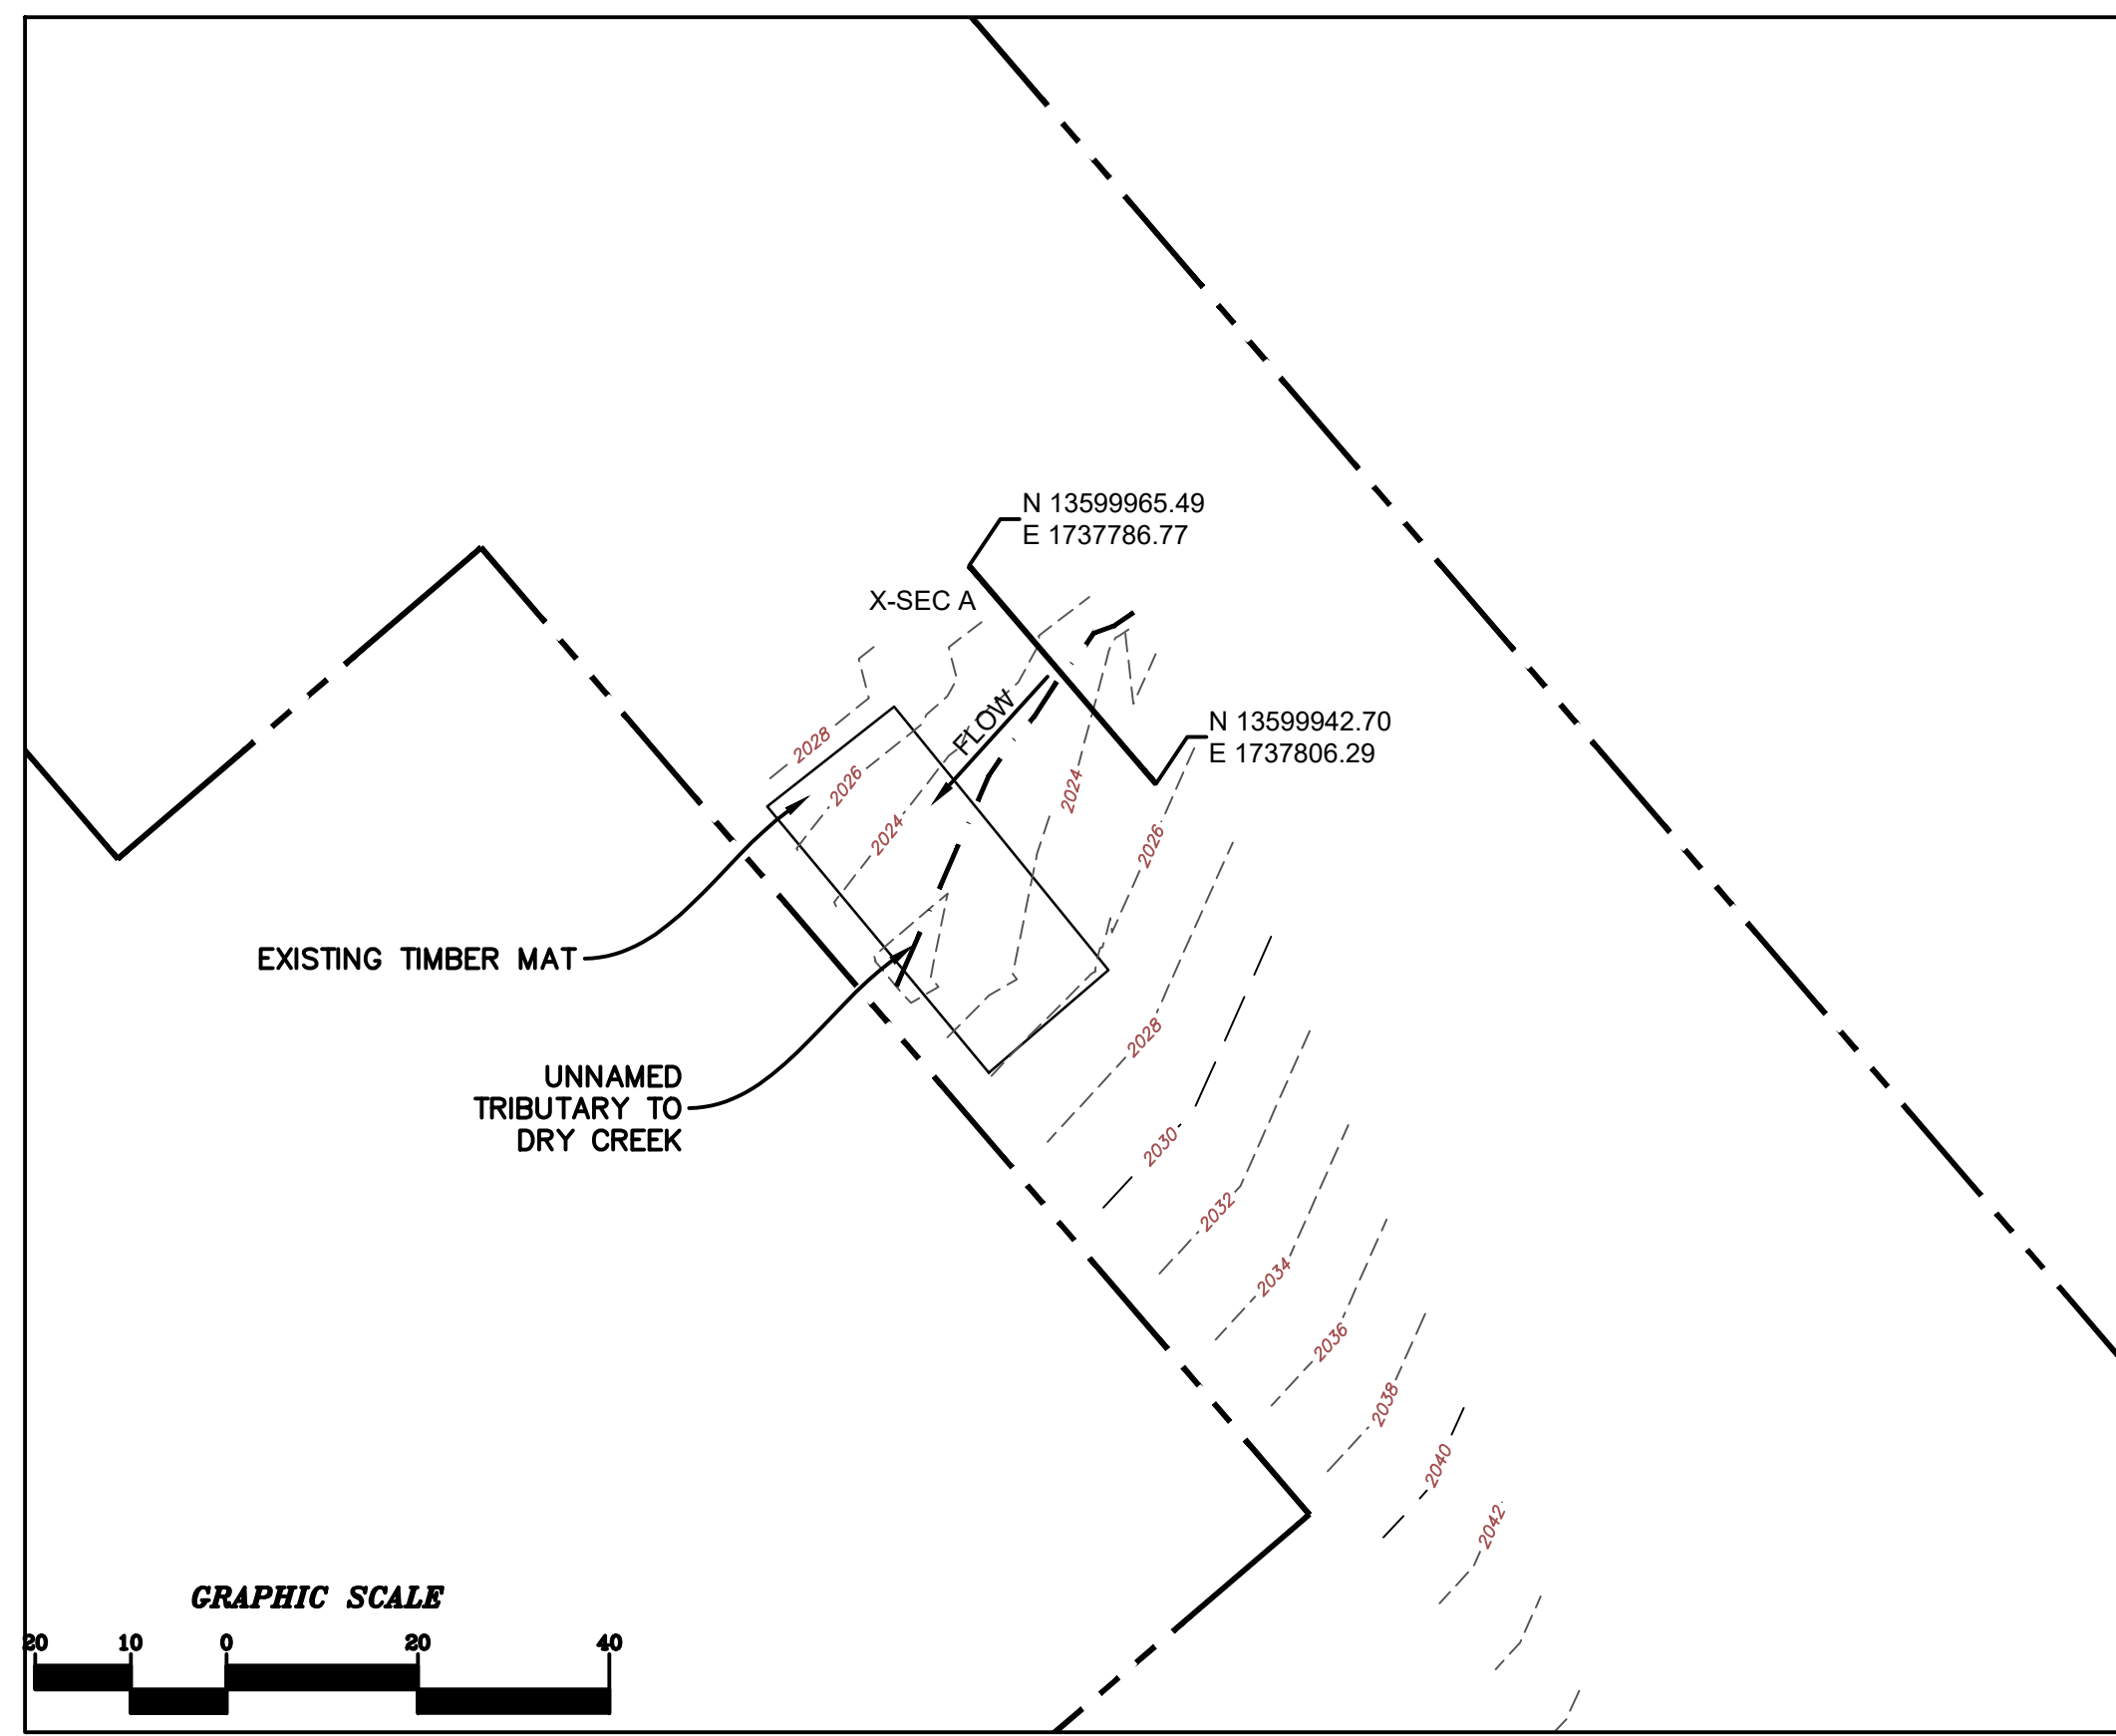 N 13599965.49
E 1737786.77
X-SEC A
N 13599942.70
E 1737806.29
FLOW
2028
2026
2024
2024
2026
EXISTING TIMBER MAT
UNNAMED
TRIBUTARY TO
DRY CREEK
2028
2030
2032
2034
2036
2038
2040
2042
GRAPHIC SCALE
20 10 0 20 40